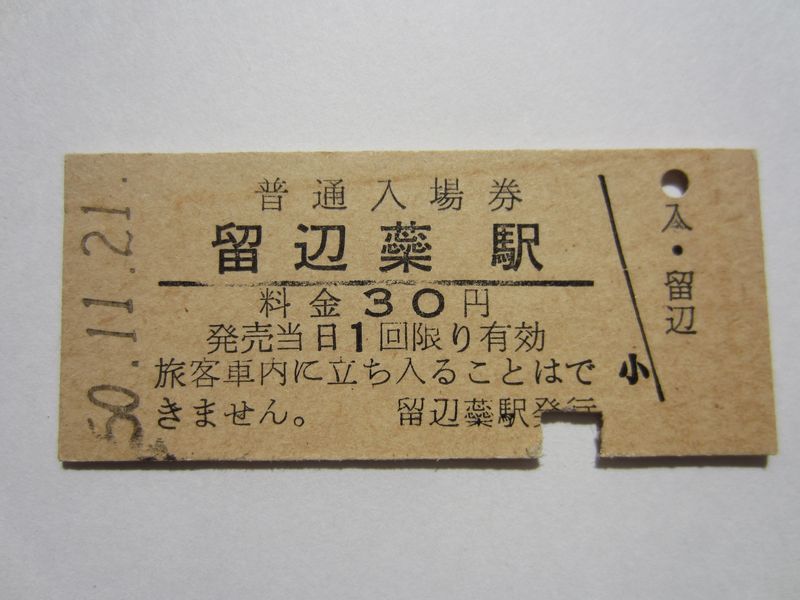 50.11.21.
普通入場券
留辺蘂駅
料金30円
発売当日1回限り有効
旅客車内に立ち入ることはで
きません。 留辺蘂駅発行
小
入・留辺